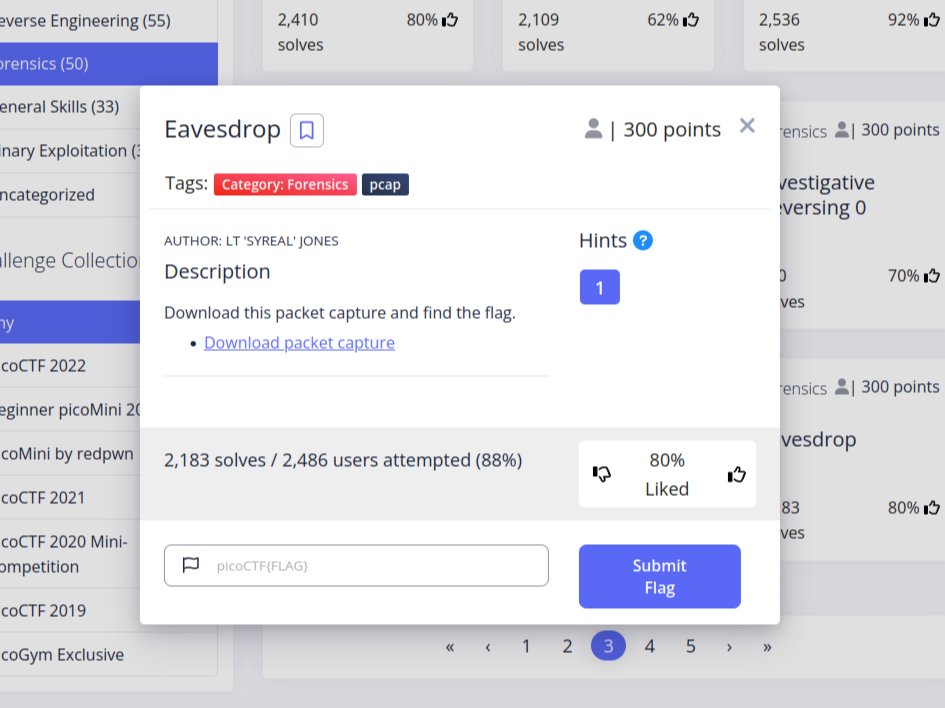 everse Engineering (55)
orensics (50)
eneral Skills (33)
inary Exploitation (3
ncategorized
allenge Collectio
ny
icoCTF 2022
eginner picoMini 20
icoMini by redpwn
icoCTF 2021
icoCTF 2020 Mini-
ompetition
icoCTF 2019
icoGym Exclusive
2,410
solves
80%
2,109
solves
62%
2,536
solves
92%
Eavesdrop
| 300 points
×
Tags: Category: Forensics pcap
AUTHOR: LT 'SYREAL' JONES
Description
Download this packet capture and find the flag.
• Download packet capture
Hints ?
1
2,183 solves / 2,486 users attempted (88%)
80%
Liked
picoCTF{FLAG}
Submit
Flag
rensics | 300 points
vestigative
eversing 0
0
ves
70%
rensics | 300 points
vesdrop
83
ves
80%
« ‹ 1 2 3 4 5 › »